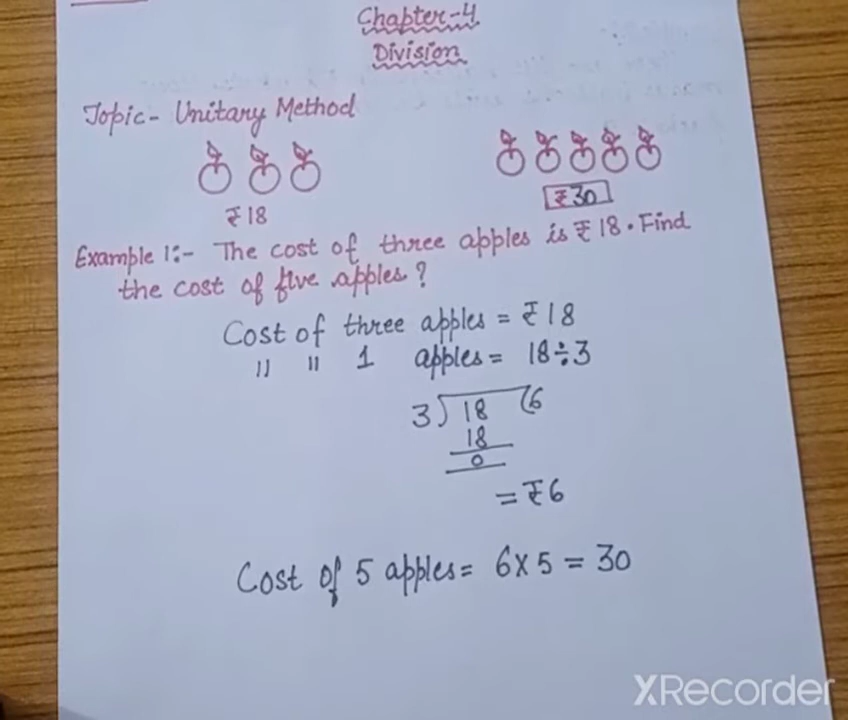 Chapter-4
Division
Topic- Unitary Method
₹18
₹30
Example 1:- The cost of three apples is ₹18. Find
the cost of five apples?
Cost of three apples = ₹18
" " 1 apples = 18÷3
3) 18 (6
18
0
= ₹6
Cost of 5 apples = 6×5 = 30
XRecorder